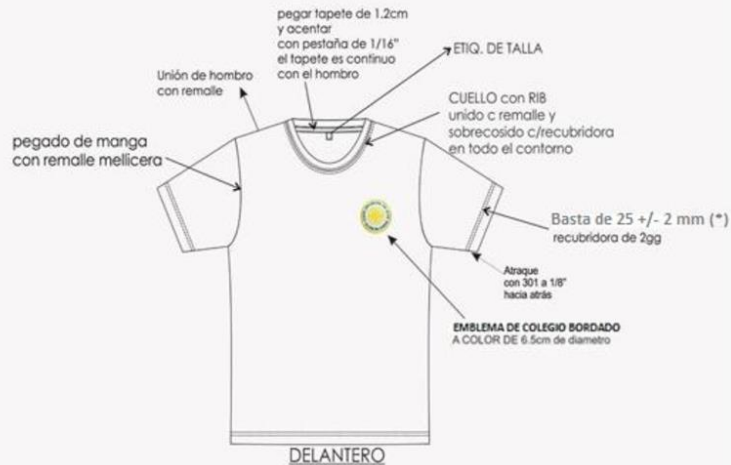 pegar tapete de 1.2cm
y acentar
con pestaña de 1/16"
el tapete es continuo
con el hombro
ETIQ. DE TALLA
Unión de hombro
con remalle
CUELLO con RIB
unido c remalle y
sobrecosido c/recubridora
en todo el contorno
pegado de manga
con remalle mellicera
Basta de 25 +/- 2 mm (*)
recubridora de 2gg
Atraque
con 301 a 1/8"
hacia atrás
EMBLEMA DE COLEGIO BORDADO
A COLOR DE 6.5cm de diametro
DELANTERO